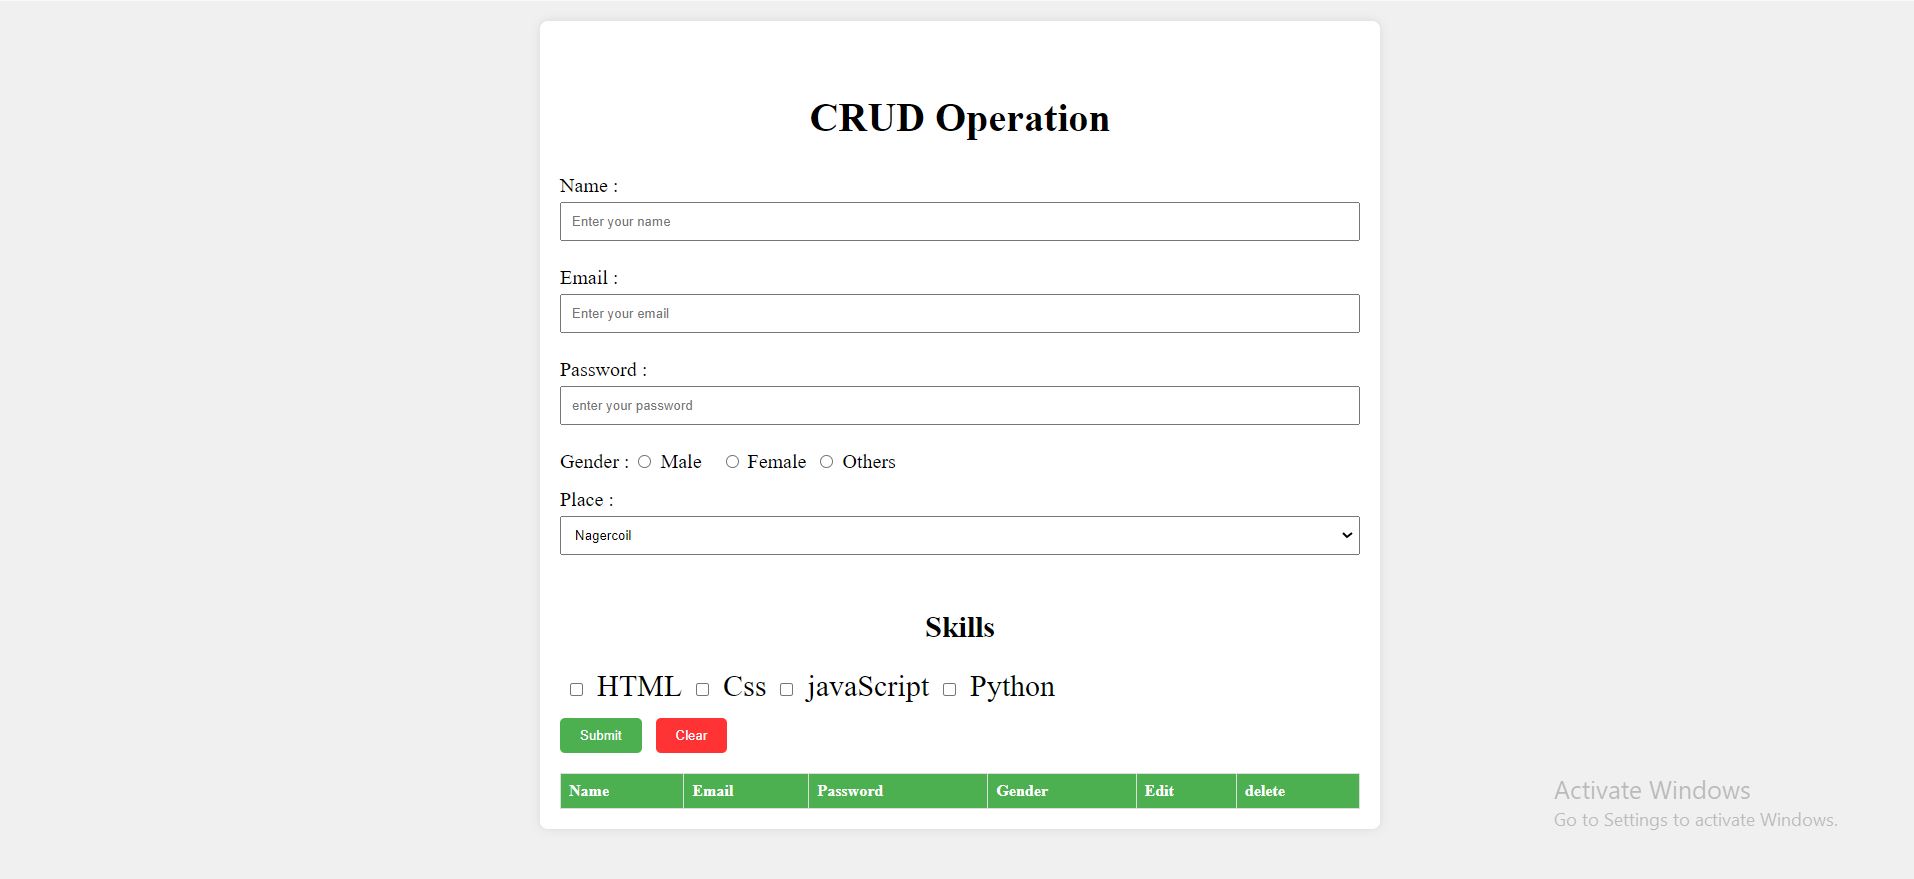 CRUD Operation
Name :
Enter your name
Email :
Enter your email
Password :
enter your password
Gender : Male Female Others
Place :
Nagercoil
Skills
HTML Css javaScript Python
Submit Clear
Name Email Password Gender Edit delete
Activate Windows
Go to Settings to activate Windows.